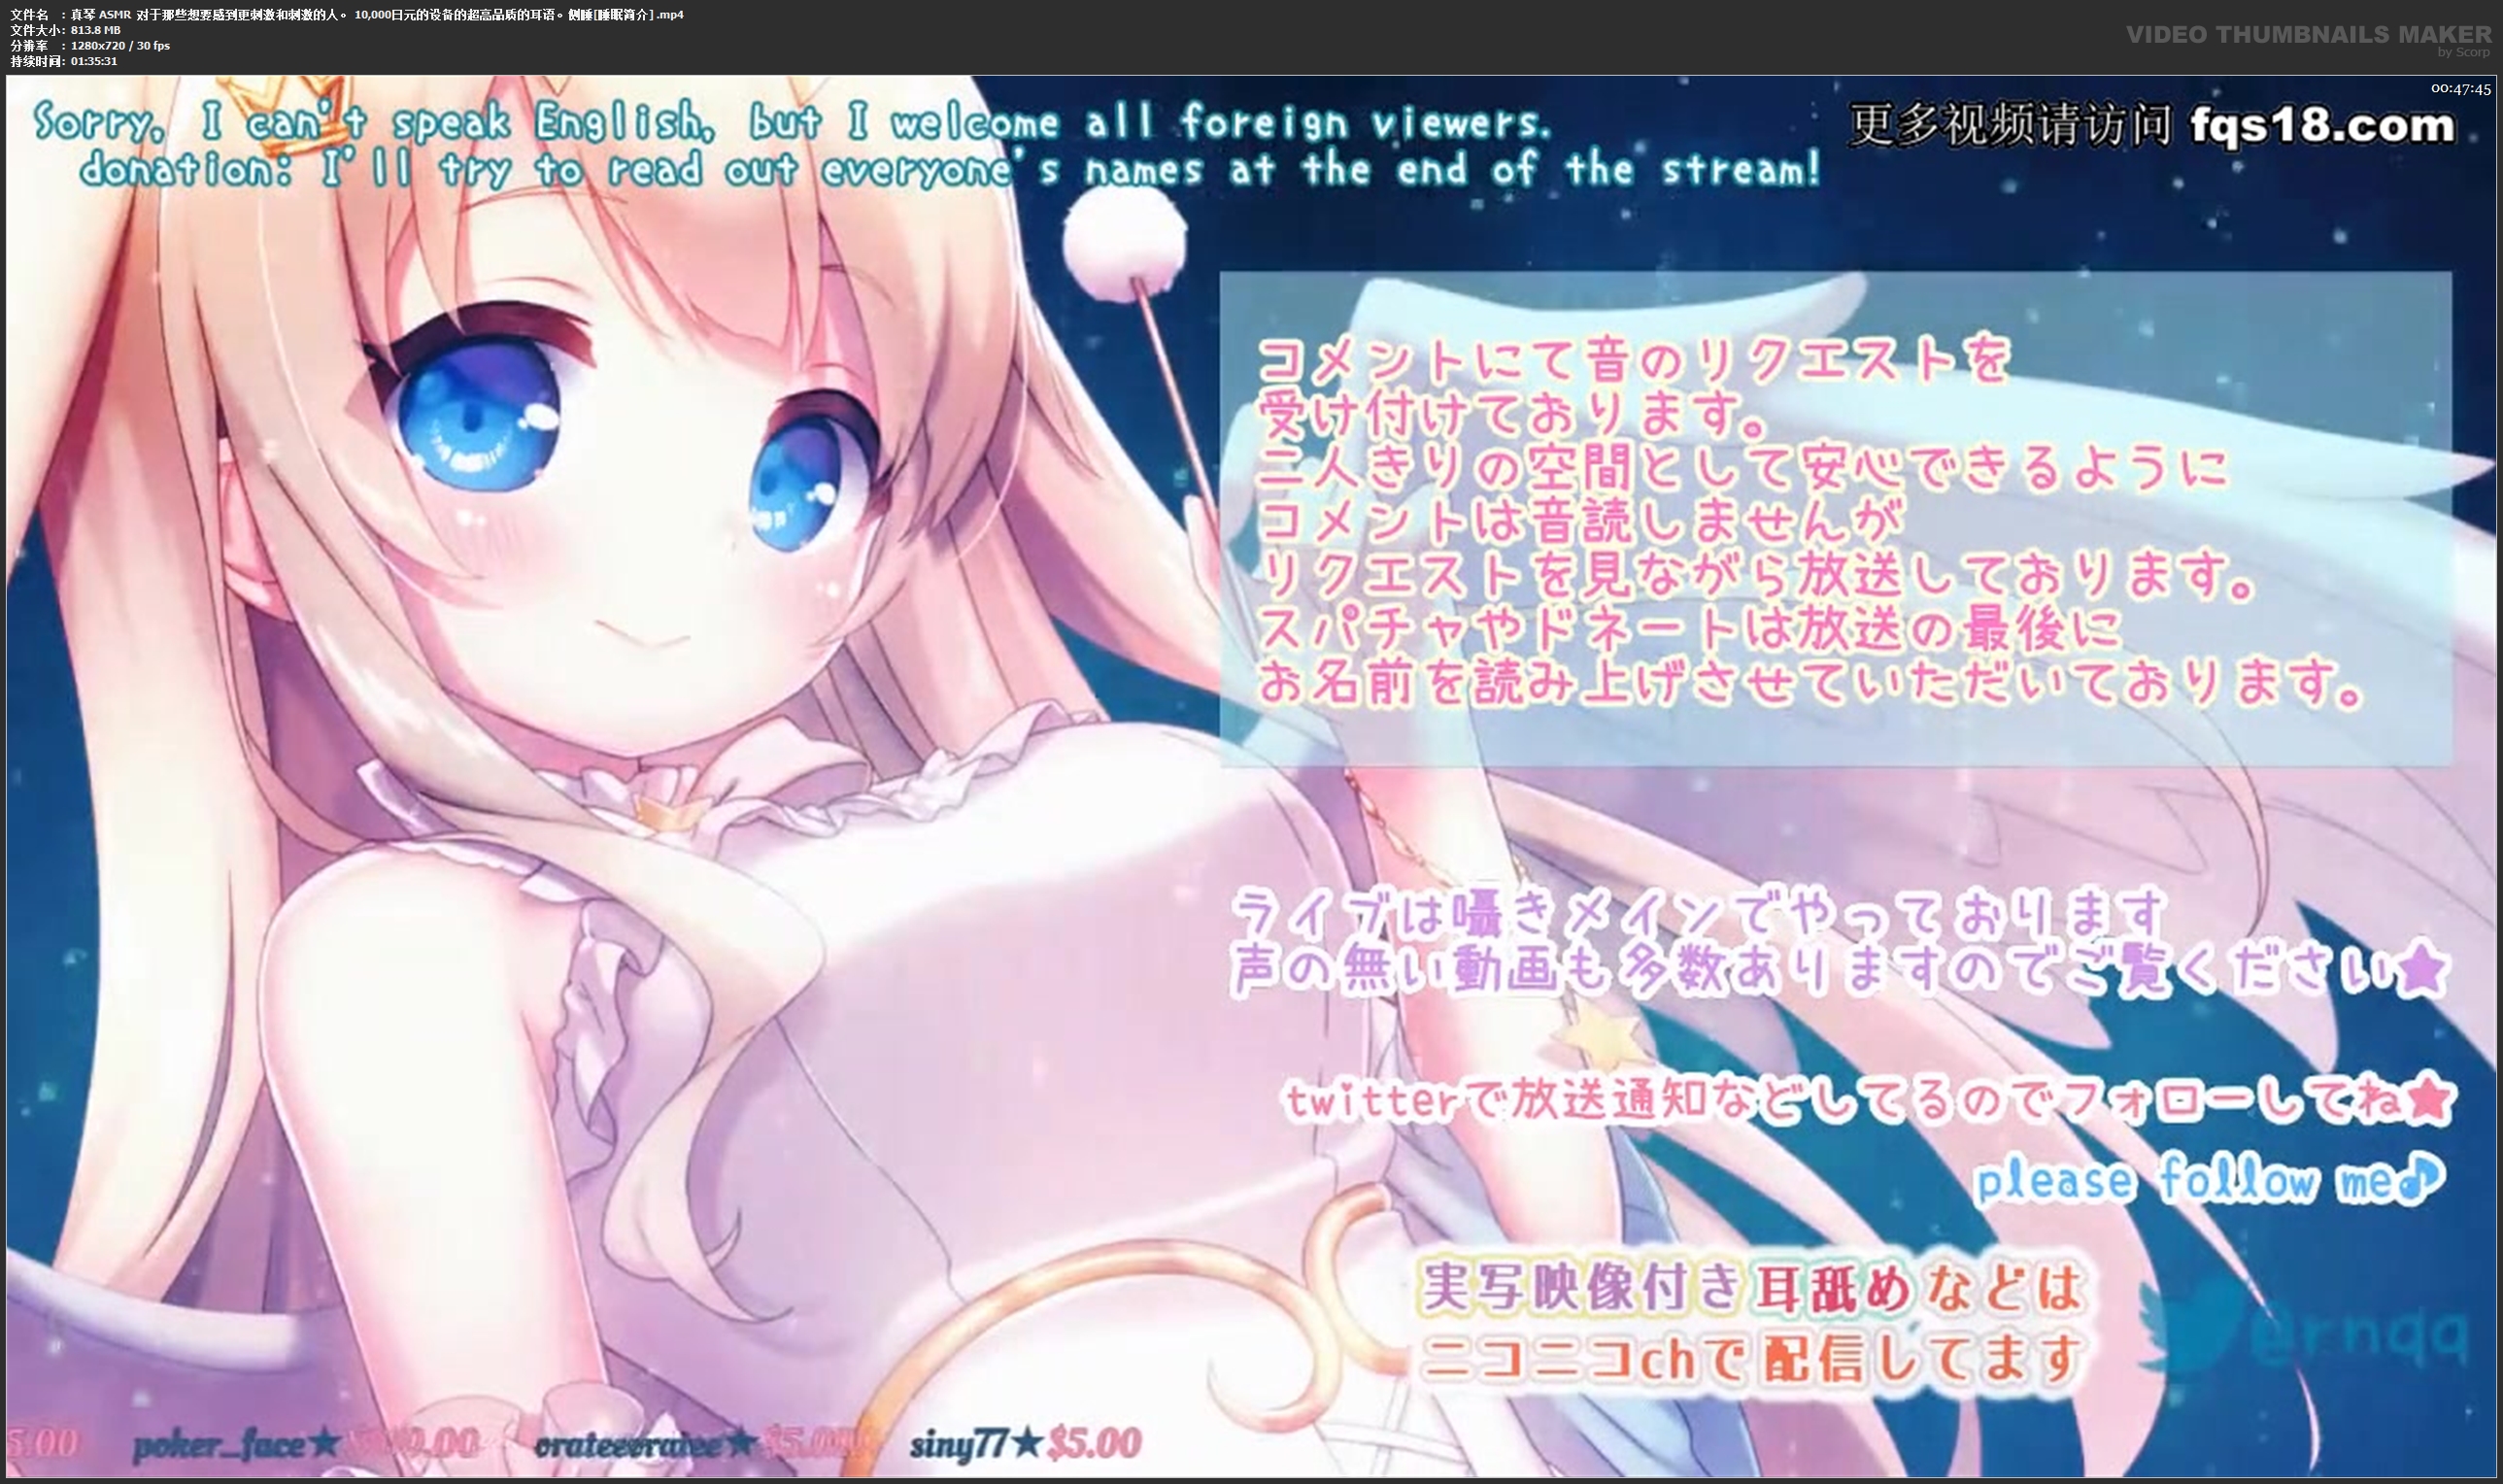 文件名 : 真琴 ASMR 对于那些想要感到更刺激和刺激的人。 10,000日元的设备的超高品质的耳语。侧睡[睡眠简介].mp4
文件大小: 813.8 MB
分辨率 : 1280x720 / 30 fps
持续时间: 01:35:31
VIDEO THUMBNAILS MAKER
by Scorp
00:47:45
Sorry, I can't speak English, but I welcome all foreign viewers.
donation: I'll try to read out everyone's names at the end of the stream!
更多视频请访问 fqs18.com
コメントにて音のリクエストを
受け付けております。
二人きりの空間として安心できるように
コメントは音読しませんが
リクエストを見ながら放送しております。
スパチャやドネートは放送の最後に
お名前を読み上げさせていただいております。
ライブは囁きメインでやっております
声の無い動画も多数ありますのでご覧ください★
twitterで放送通知などしてるのでフォローしてね★
please follow me♪
実写映像付き耳舐めなどは
ニコニコchで配信してます
5.00 poker_face★ siny77★$5.00